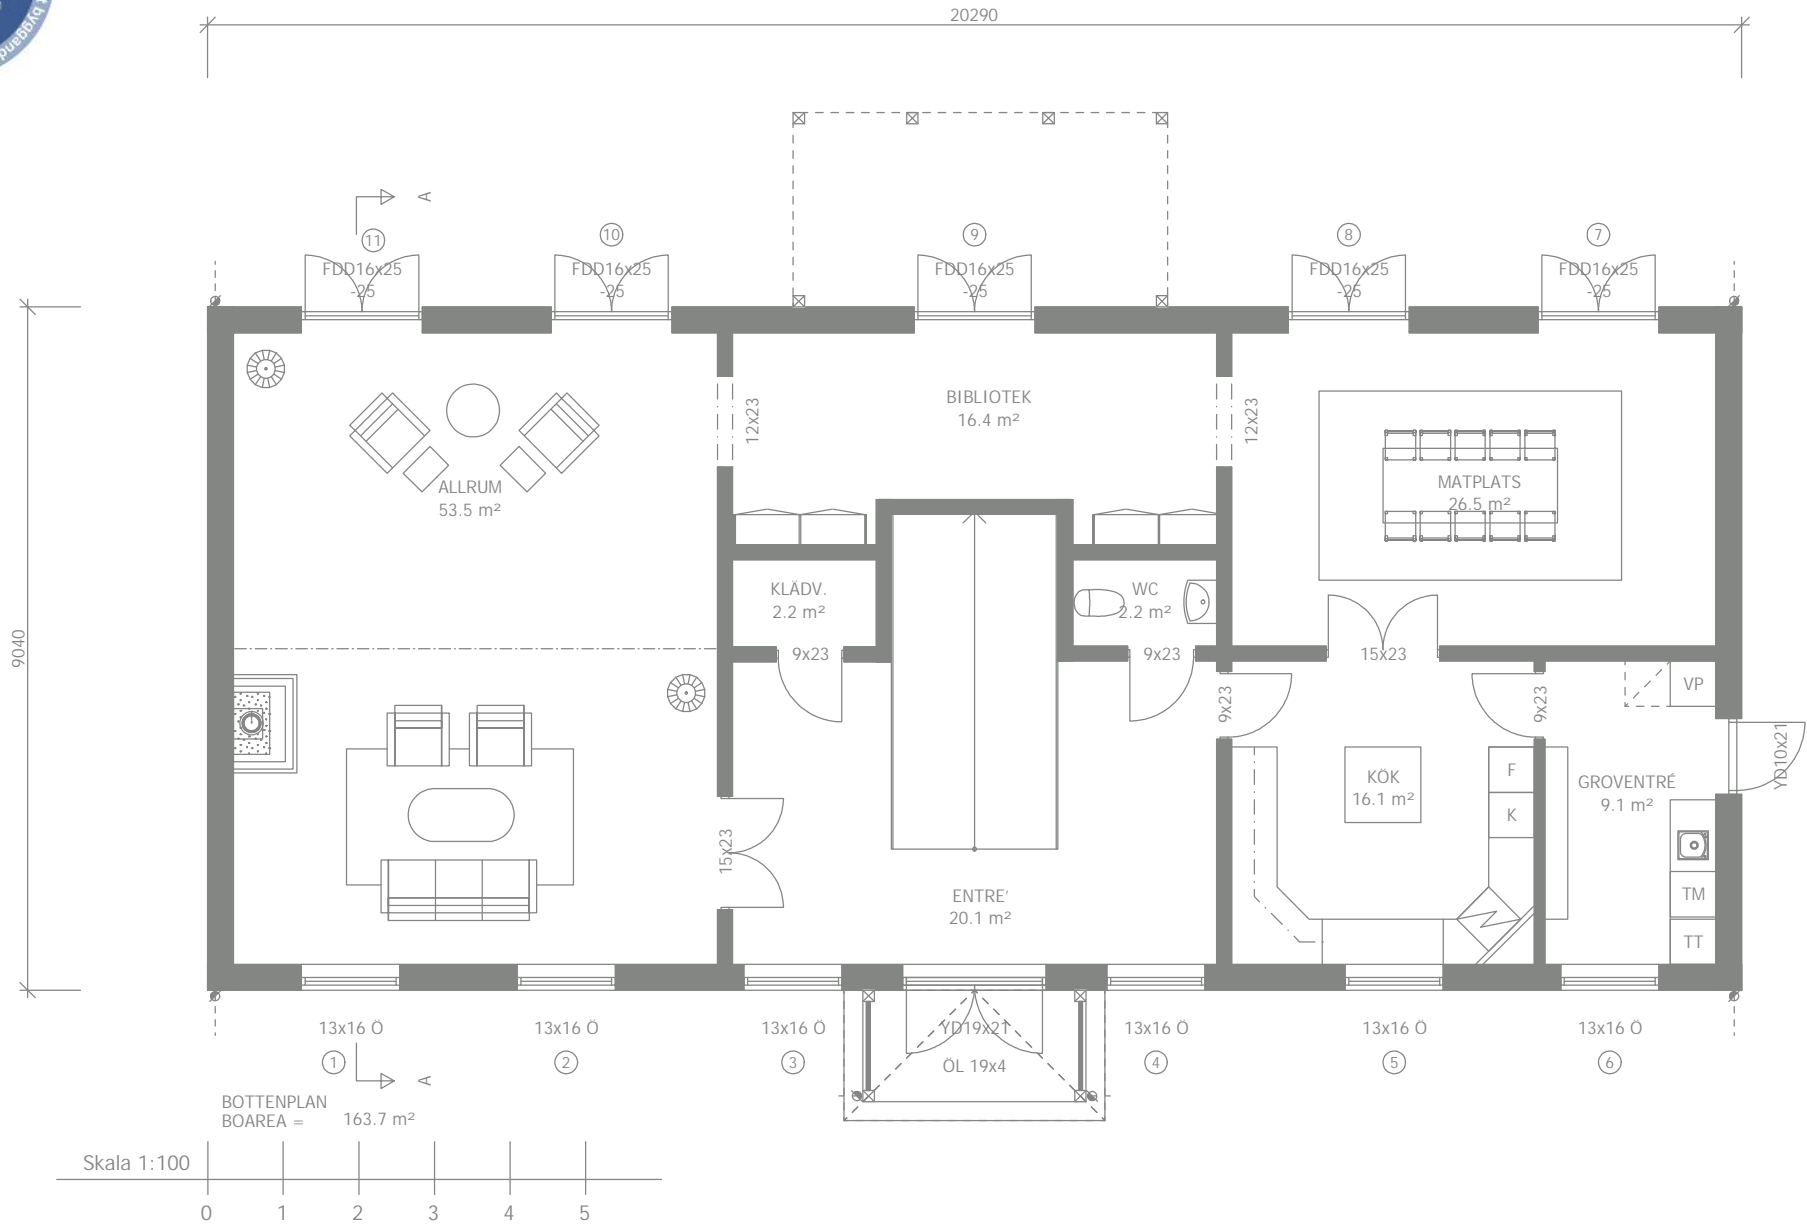 t byggand
20290
A
11
10
9
8
7
FDD16x25
-25
FDD16x25
-25
FDD16x25
-25
FDD16x25
-25
FDD16x25
-25
9040
ALLRUM
53.5 m²
12x23
BIBLIOTEK
16.4 m²
12x23
MATPLATS
26.5 m²
KLÄDV.
2.2 m²
9x23
WC
2.2 m²
9x23
15x23
9x23
9x23
VP
YD10x21
KÖK
16.1 m²
F
K
GROVENTRÉ
9.1 m²
TM
TT
15x23
ENTRE'
20.1 m²
13x16 Ö
13x16 Ö
13x16 Ö
YD19x21
ÖL 19x4
13x16 Ö
13x16 Ö
13x16 Ö
1
2
3
4
5
6
A
BOTTENPLAN
BOAREA = 163.7 m²
Skala 1:100
0 1 2 3 4 5